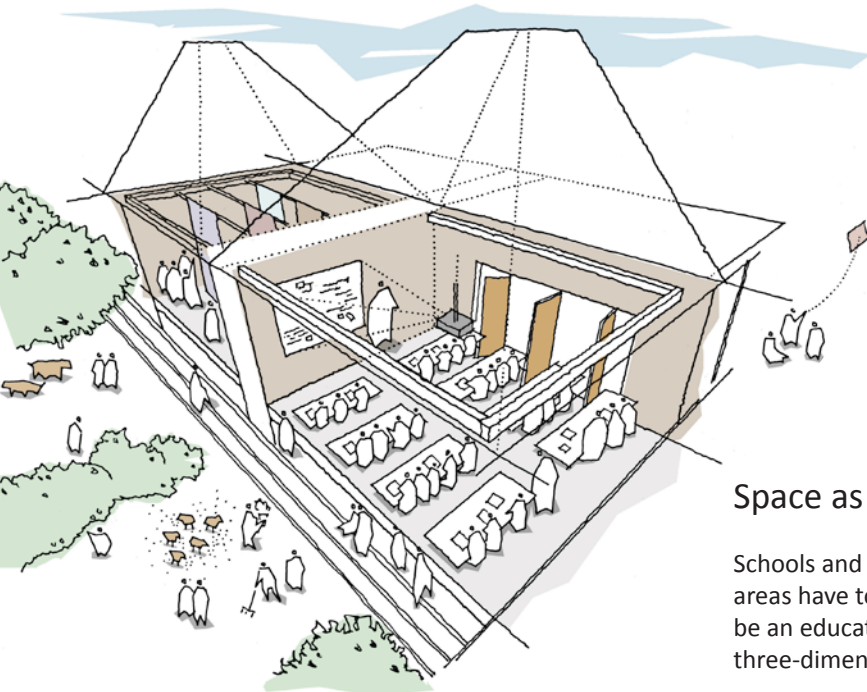 Space as
Schools and
areas have to
be an educat
three-dimen